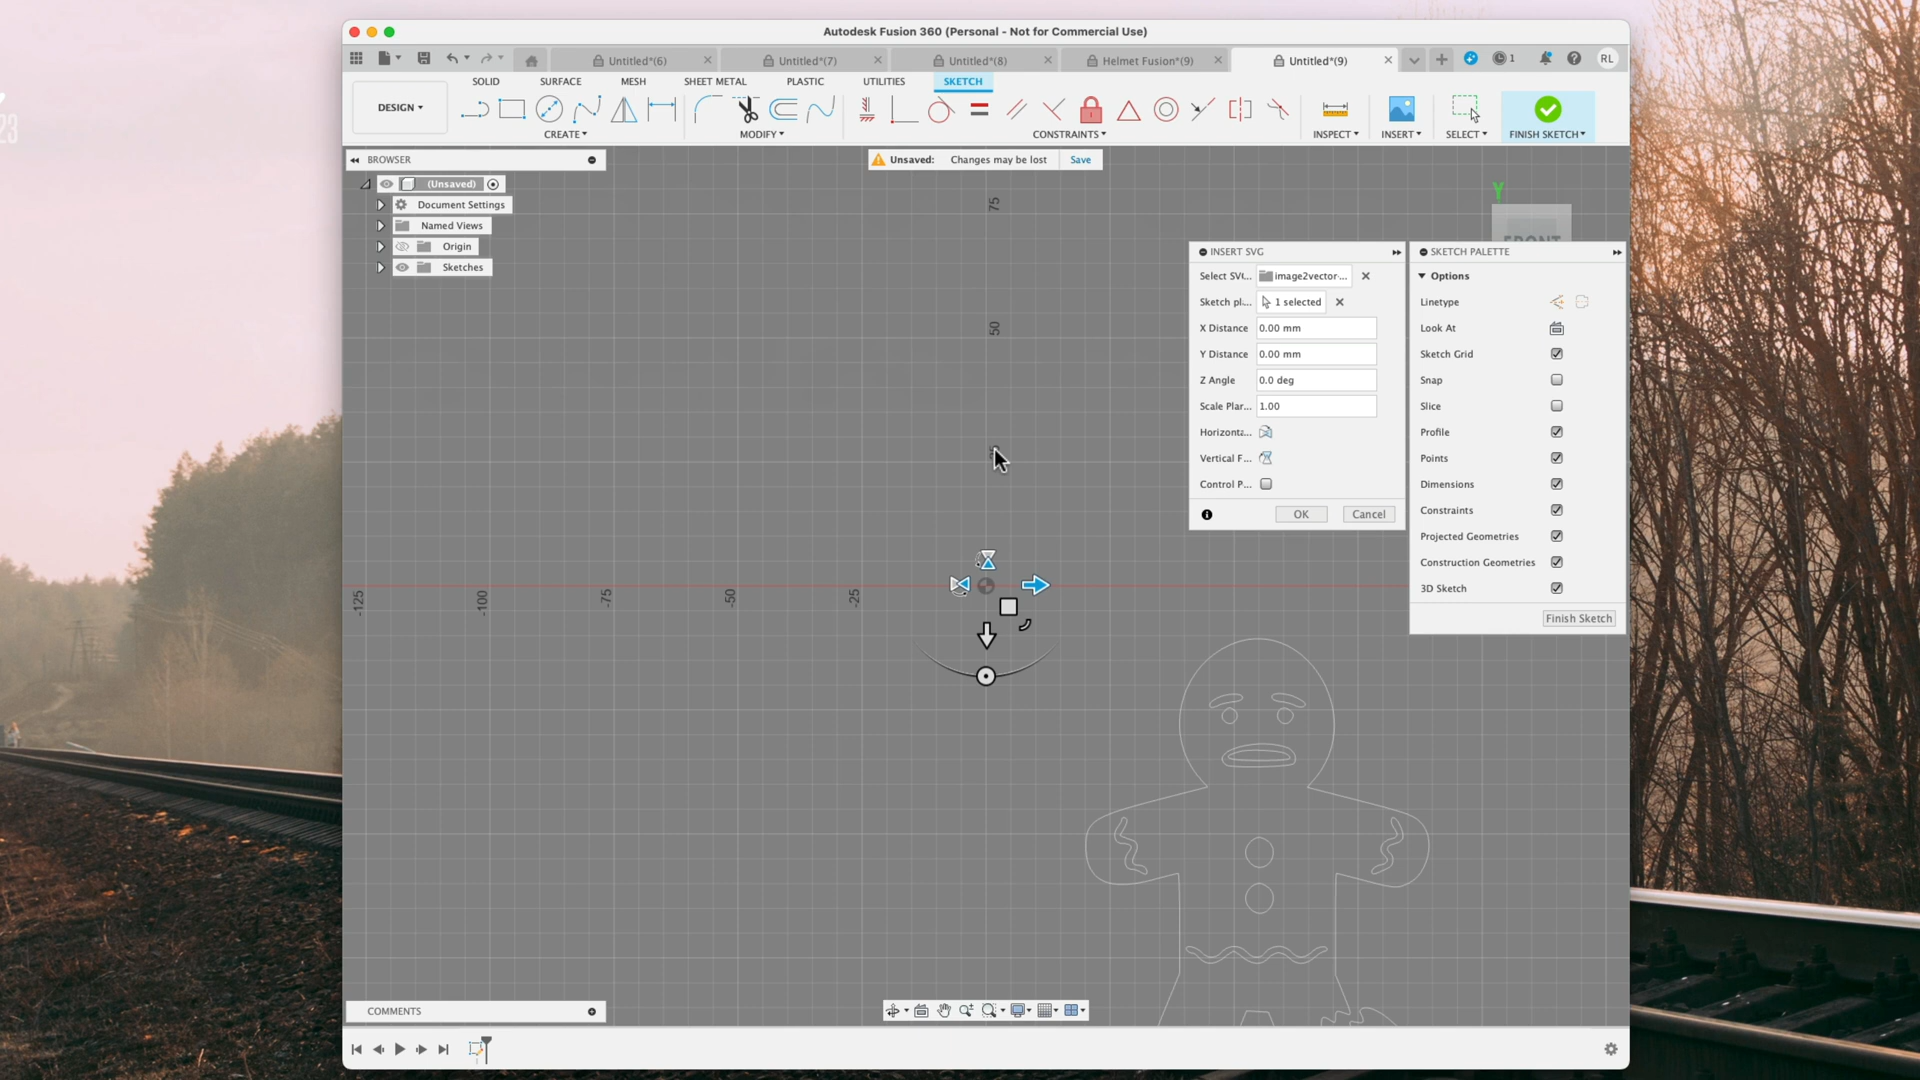 23
Autodesk Fusion 360 (Personal - Not for Commercial Use)
Untitled*(6)
Untitled*(7)
Untitled*(8)
Helmet Fusion*(9)
Untitled*(9)
1
RL
SOLID
SURFACE
MESH
SHEET METAL
PLASTIC
UTILITIES
SKETCH
DESIGN
CREATE
MODIFY
CONSTRAINTS
INSPECT
INSERT
SELECT
FINISH SKETCH
BROWSER
Unsaved: Changes may be lost Save
(Unsaved)
Document Settings
Named Views
Origin
Sketches
75
50
-125
-100
-75
-50
-25
Y
FRONT
INSERT SVG
Select SV(...
image2vector...
Sketch pl...
1 selected
X Distance
0.00 mm
Y Distance
0.00 mm
Z Angle
0.0 deg
Scale Plar...
1.00
Horizonta...
Vertical F...
Control P...
OK
Cancel
SKETCH PALETTE
Options
Linetype
Look At
Sketch Grid
Snap
Slice
Profile
Points
Dimensions
Constraints
Projected Geometries
Construction Geometries
3D Sketch
Finish Sketch
COMMENTS